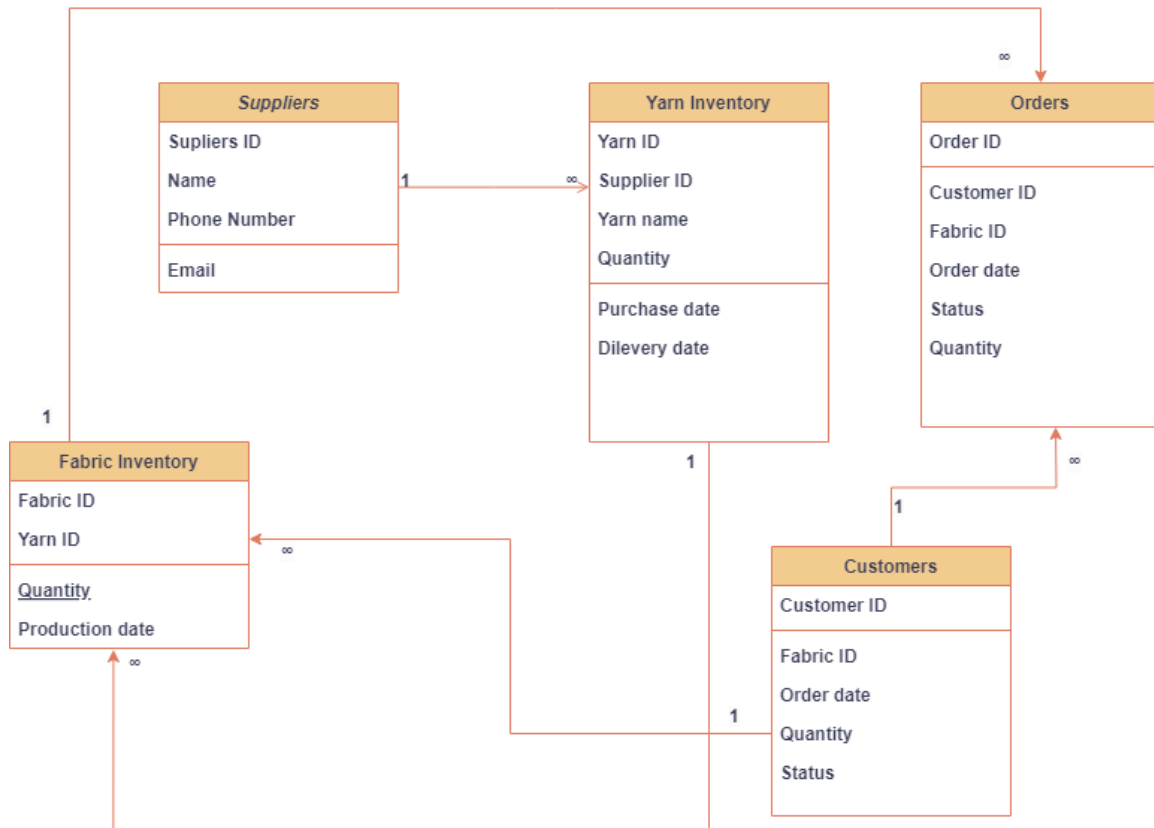 ∞
Suppliers
Supliers ID
Name
Phone Number
Email
1
∞
Yarn Inventory
Yarn ID
Supplier ID
Yarn name
Quantity
Purchase date
Dilevery date
Orders
Order ID
Customer ID
Fabric ID
Order date
Status
Quantity
1
Fabric Inventory
Fabric ID
Yarn ID
Quantity
Production date
∞
∞
1
∞
1
Customers
Customer ID
Fabric ID
Order date
Quantity
Status
1